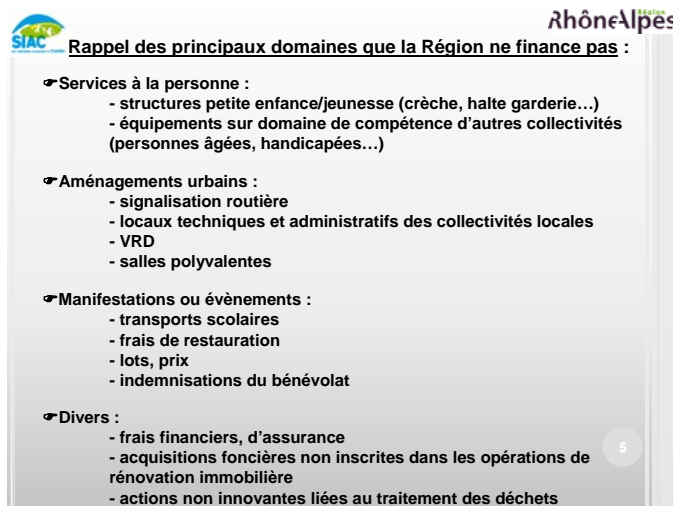 Région
RhôneAlpes
SIAC
Rappel des principaux domaines que la Région ne finance pas :
☞Services à la personne :
- structures petite enfance/jeunesse (crèche, halte garderie…)
- équipements sur domaine de compétence d’autres collectivités
(personnes âgées, handicapées…)
☞Aménagements urbains :
- signalisation routière
- locaux techniques et administratifs des collectivités locales
- VRD
- salles polyvalentes
☞Manifestations ou évènements :
- transports scolaires
- frais de restauration
- lots, prix
- indemnisations du bénévolat
☞Divers :
- frais financiers, d’assurance
- acquisitions foncières non inscrites dans les opérations de
rénovation immobilière
- actions non innovantes liées au traitement des déchets
5